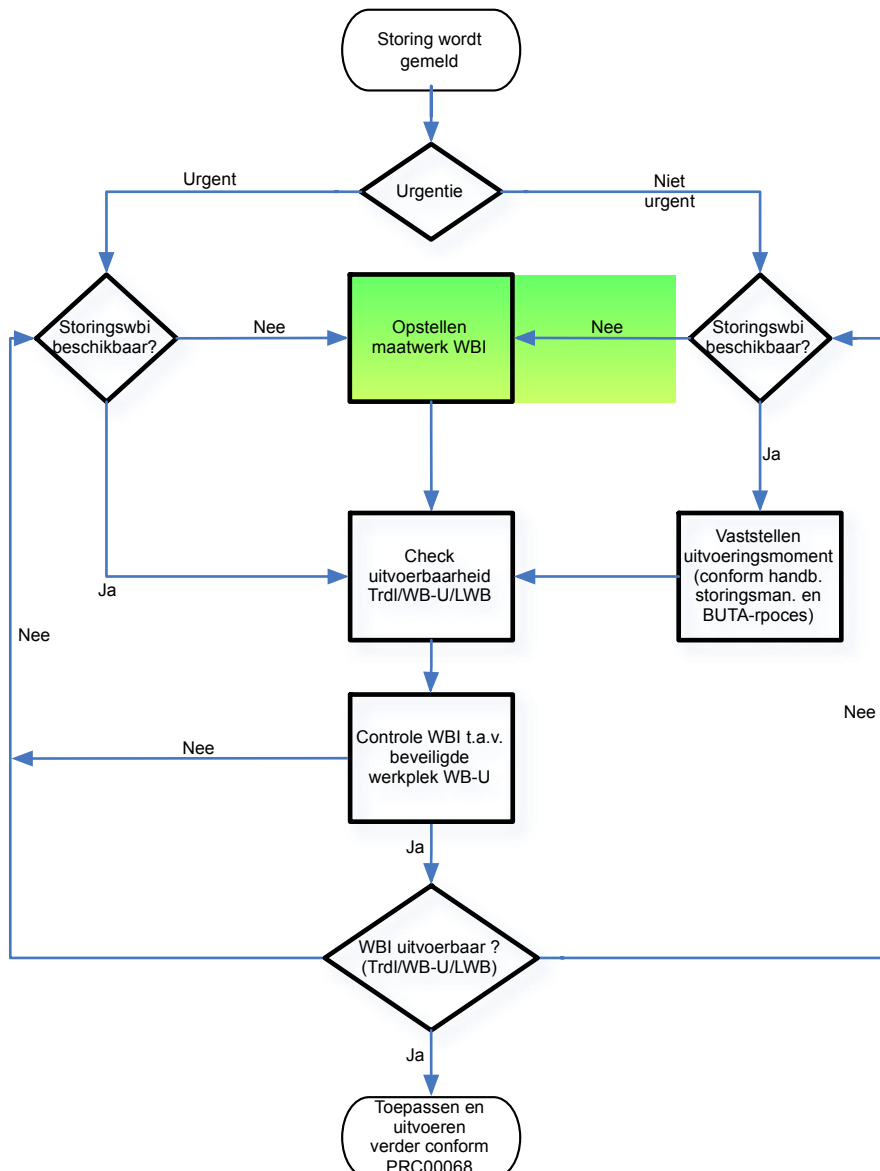 Storing wordt
gemeld
Urgentie
Urgent
Niet
urgent
Storingswbi
beschikbaar?
Nee
Opstellen
maatwerk WBI
Nee
Storingswbi
beschikbaar?
Ja
Ja
Check
uitvoerbaarheid
Trdl/WB-U/LWB
Vaststellen
uitvoeringsmoment
(conform handb.
storingsman. en
BUTA-rpoces)
Nee
Nee
Controle WBI t.a.v.
beveiligde
werkplek WB-U
Nee
Ja
WBI uitvoerbaar ?
(Trdl/WB-U/LWB)
Ja
Toepassen en
uitvoeren
verder conform
PRC00068